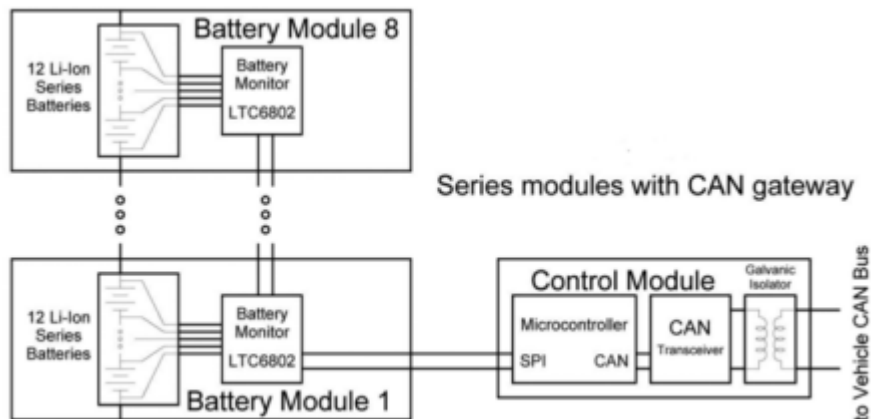 Battery Module 8
12 Li-Ion
Series
Batteries
Battery
Monitor
LTC6802
Series modules with CAN gateway
12 Li-Ion
Series
Batteries
Battery
Monitor
LTC6802
Battery Module 1
Control Module
Galvanic
Isolator
Microcontroller
SPI CAN
CAN
Transceiver
to Vehicle CAN Bus